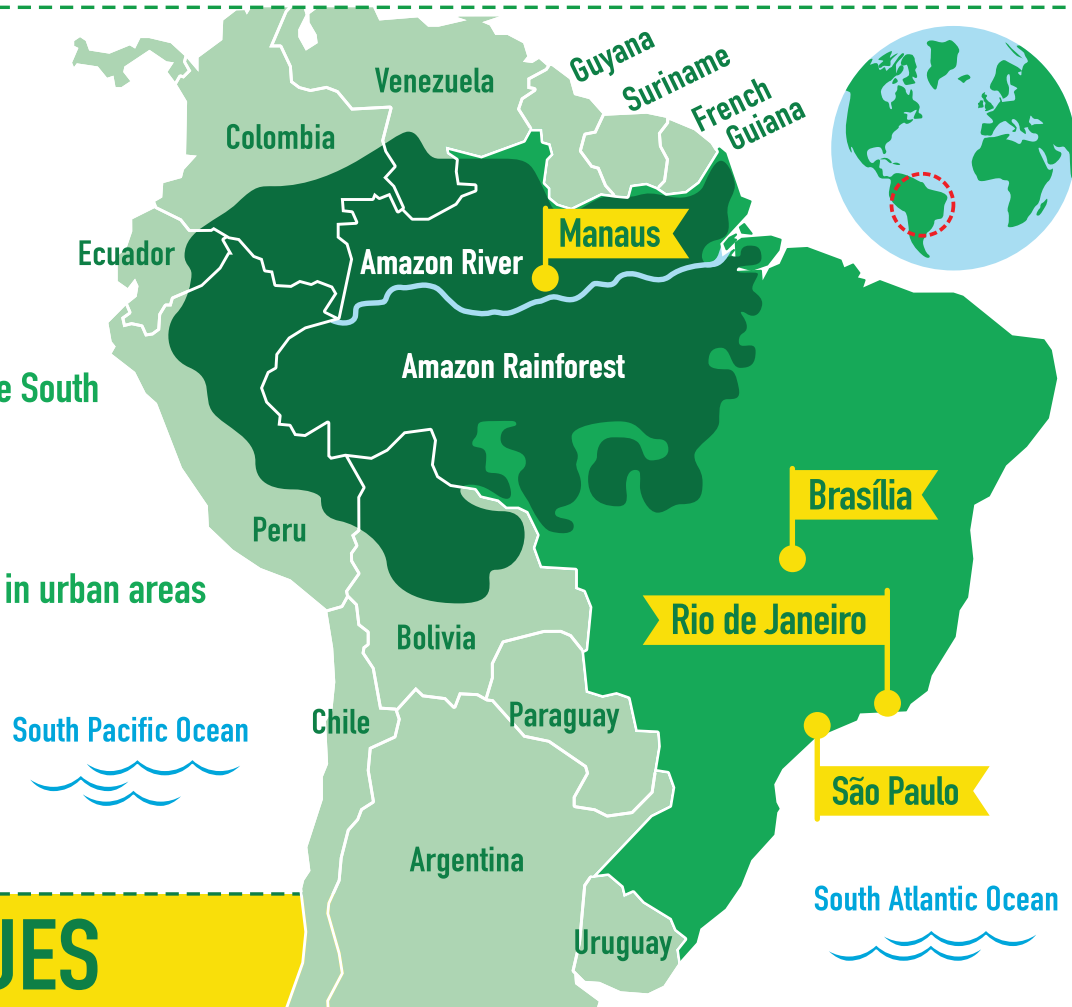 Guyana
Suriname
French
Guiana
Venezuela
Colombia
Ecuador
Manaus
Amazon River
Amazon Rainforest
e South
Brasília
Peru
in urban areas
Rio de Janeiro
Bolivia
Chile
Paraguay
South Pacific Ocean
São Paulo
Argentina
South Atlantic Ocean
UES
Uruguay